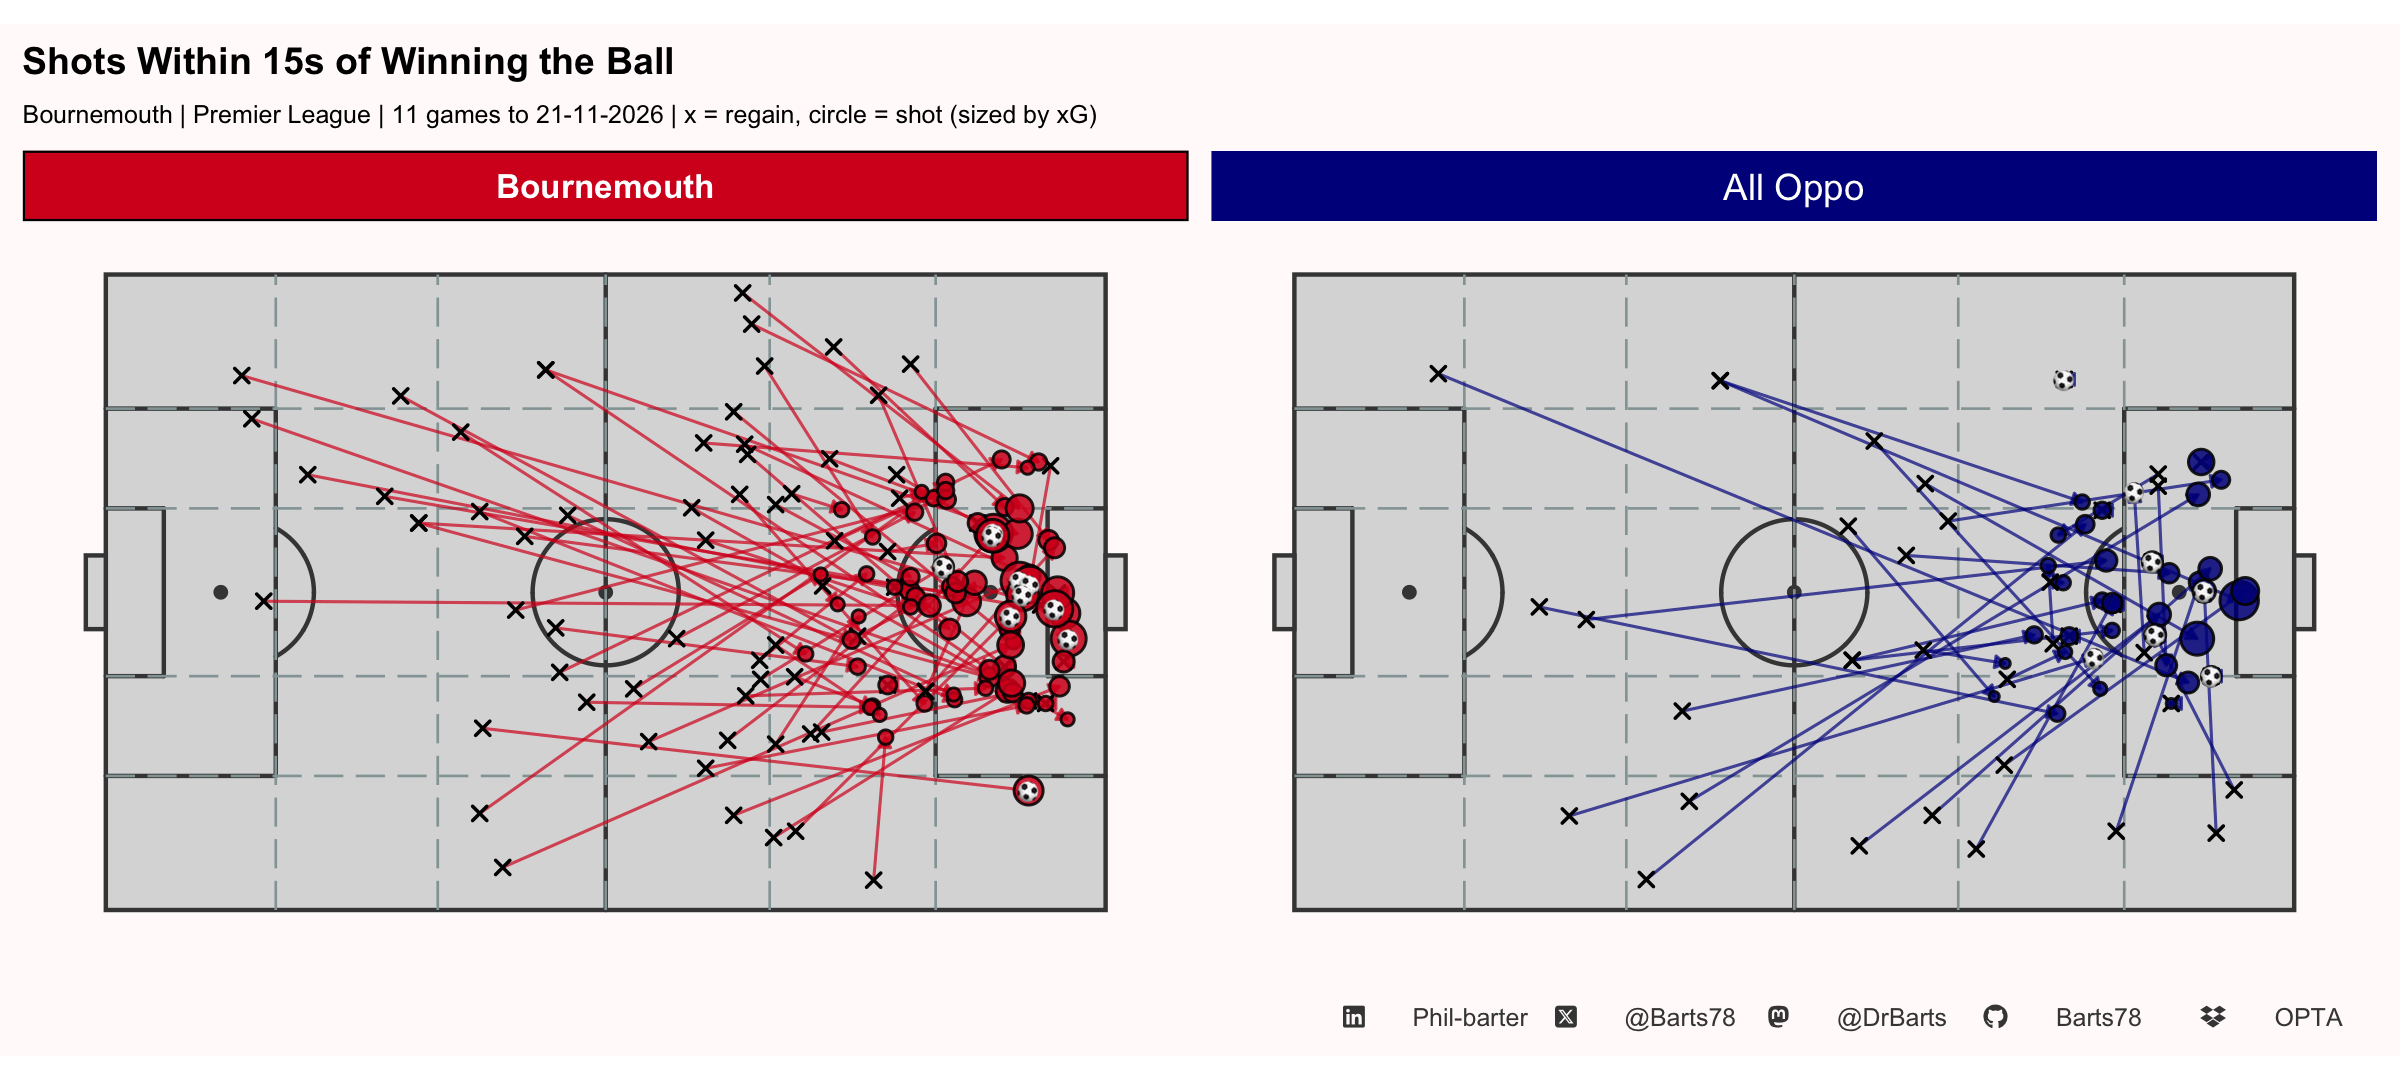 Shots Within 15s of Winning the Ball
Bournemouth | Premier League | 11 games to 21-11-2026 | x = regain, circle = shot (sized by xG)
Bournemouth
All Oppo
Phil-barter @Barts78 @DrBarts Barts78 OPTA